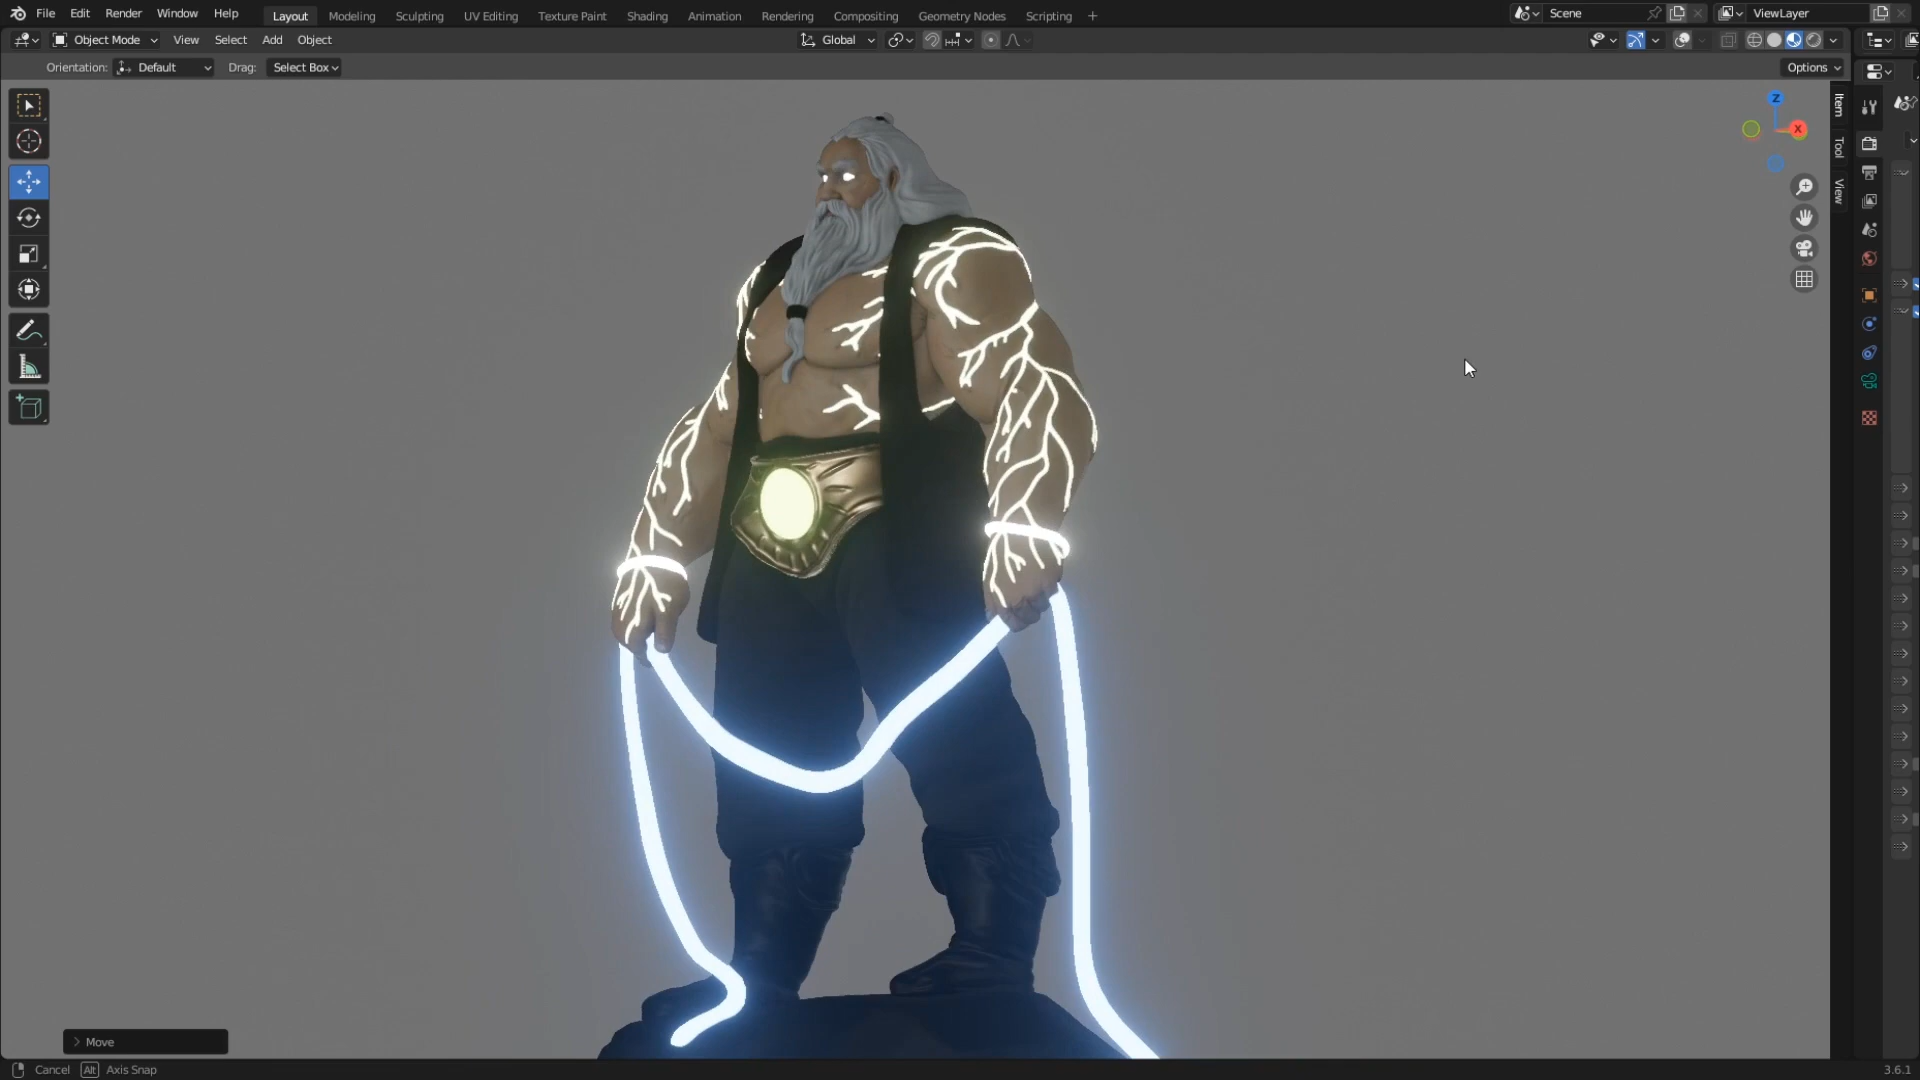 File Edit Render Window Help Layout Modeling Sculpting UV Editing Texture Paint Shading Animation Rendering Compositing Geometry Nodes Scripting + Scene ViewLayer
Object Mode View Select Add Object Global
Orientation: Default Drag: Select Box Options
Z
X
Item
Tool
View
Move
Cancel Alt Axis Snap 3.6.1